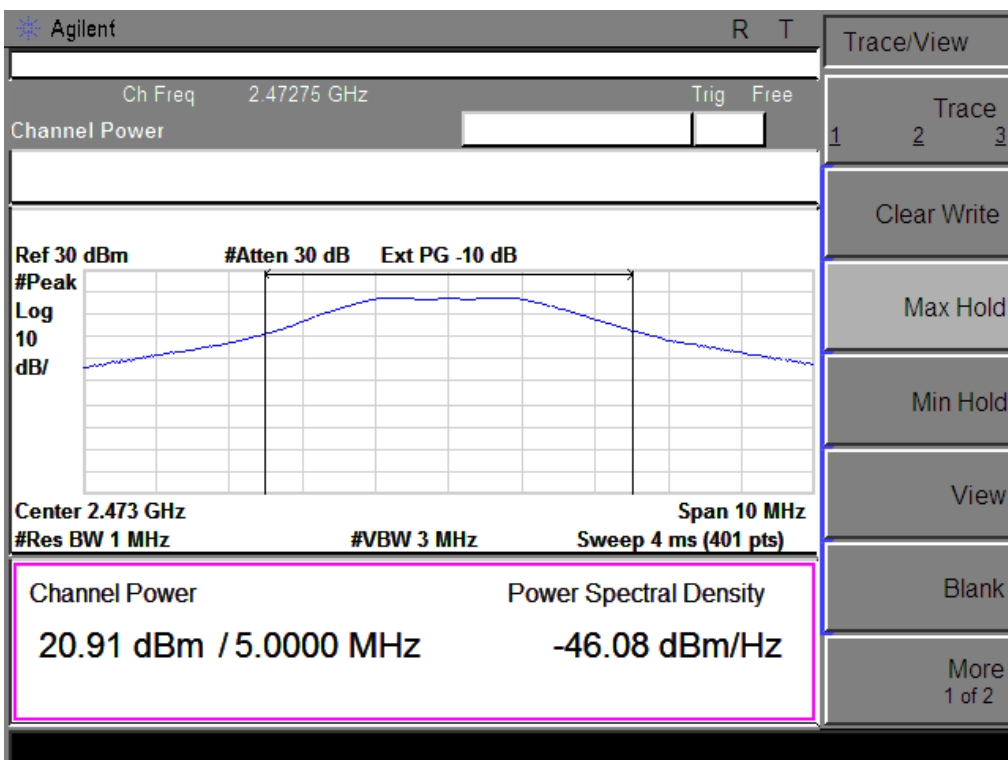 Agilent R T
Ch Freq 2.47275 GHz Trig Free
Channel Power
Ref 30 dBm #Atten 30 dB Ext PG -10 dB
#Peak
Log
10
dB/
Center 2.473 GHz Span 10 MHz
#Res BW 1 MHz #VBW 3 MHz Sweep 4 ms (401 pts)
Channel Power Power Spectral Density
20.91 dBm / 5.0000 MHz -46.08 dBm/Hz
Trace/View
Trace
1 2 3
Clear Write
Max Hold
Min Hold
View
Blank
More
1 of 2